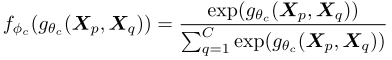 $f_{\phi_c}(g_{\theta_c}(\boldsymbol{X}_p, \boldsymbol{X}_q)) = \frac{\exp(g_{\theta_c}(\boldsymbol{X}_p, \boldsymbol{X}_q))}{\sum_{q=1}^{C} \exp(g_{\theta_c}(\boldsymbol{X}_p, \boldsymbol{X}_q))}$